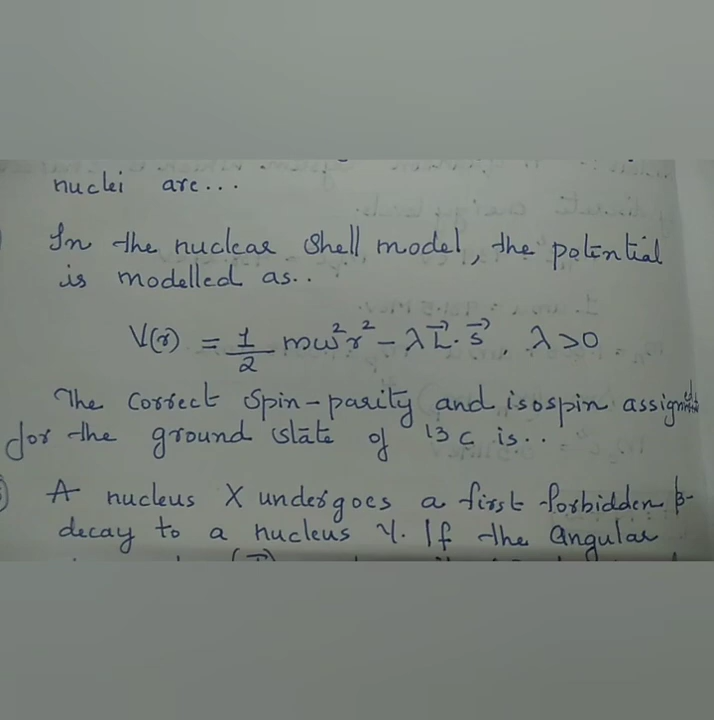 nuclei are...
In the nuclear shell model, the potential
is modelled as..
V(r) = 1/2 mω²r² - λ L⃗. s⃗, λ>0
The correct spin-parity and isospin
for the ground state of ¹³C is..
A nucleus X undergoes a first forbidden β-
decay to a nucleus Y. If the angular